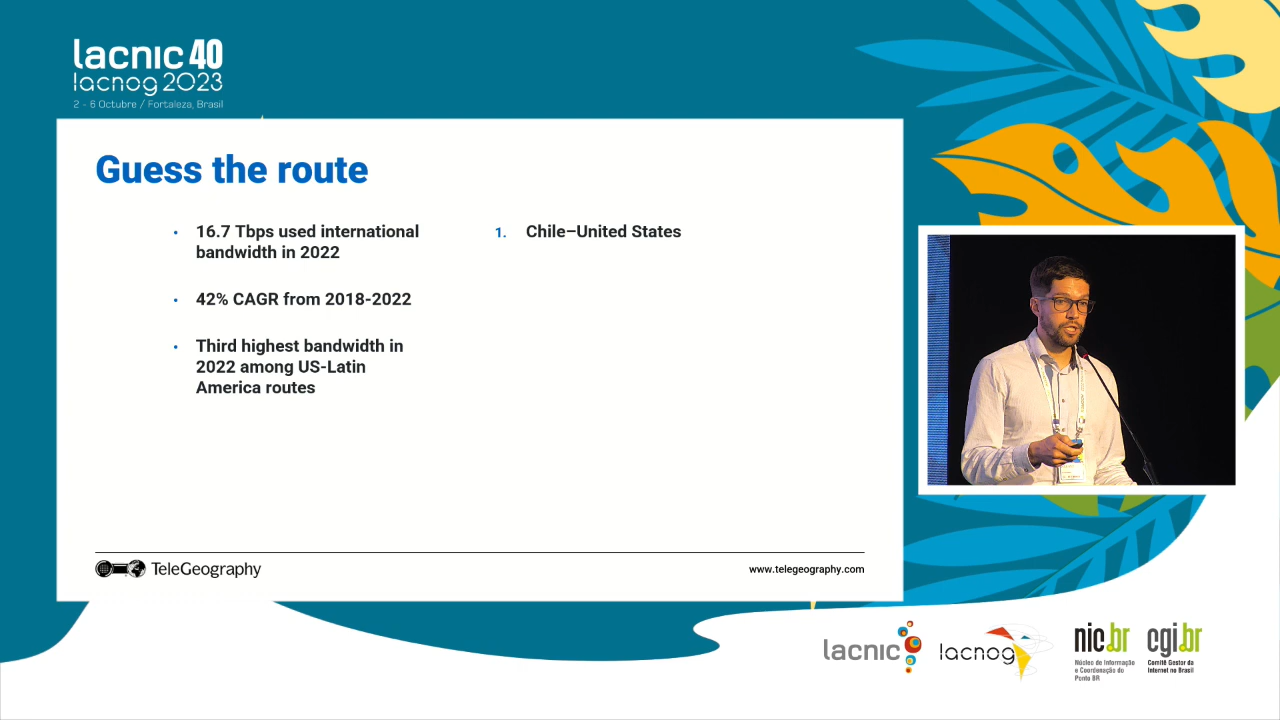 lacnic 40
lacnog 2023
2 - 6 Octubre / Fortaleza, Brasil
Guess the route
• 16.7 Tbps used international
bandwidth in 2022
• 42% CAGR from 2018-2022
• Third highest bandwidth in
2022 among US-Latin
America routes
1. Chile–United States
TeleGeography
www.telegeography.com
lacnic
lacnog
nic.br
Núcleo de Informação
e Coordenação do
Ponto BR
cgi.br
Comitê Gestor da
Internet no Brasil